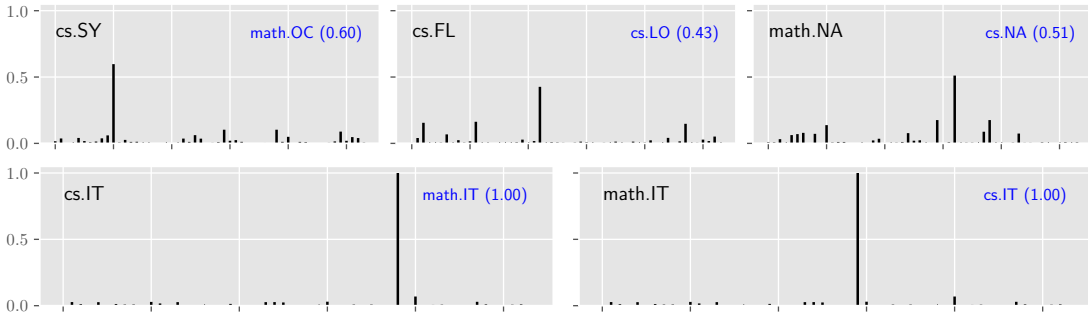 1.0
cs.SY
math.OC (0.60)
cs.FL
cs.LO (0.43)
math.NA
cs.NA (0.51)
0.5
0.0
1.0
cs.IT
math.IT (1.00)
math.IT
cs.IT (1.00)
0.5
0.0